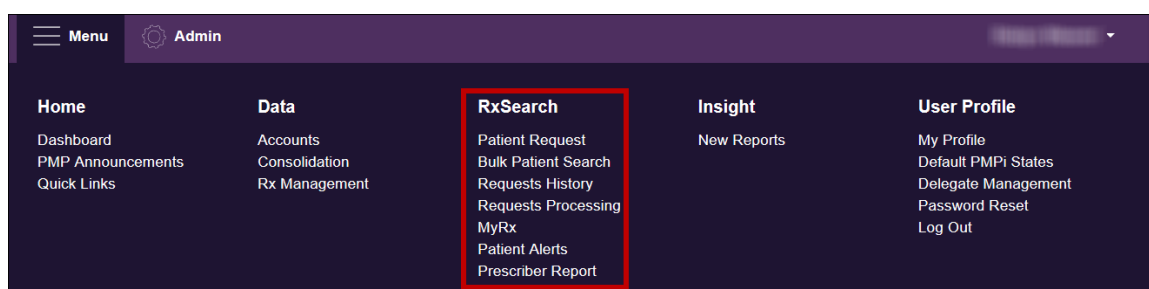 Menu
Admin
Home
Dashboard
PMP Announcements
Quick Links
Data
Accounts
Consolidation
Rx Management
RxSearch
Patient Request
Bulk Patient Search
Requests History
Requests Processing
MyRx
Patient Alerts
Prescriber Report
Insight
New Reports
User Profile
My Profile
Default PMPi States
Delegate Management
Password Reset
Log Out